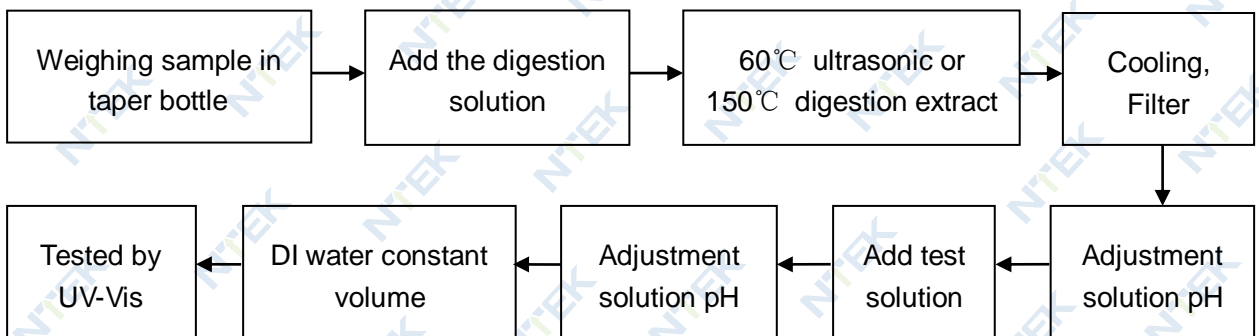 Weighing sample in
taper bottle
Add the digestion
solution
60℃ ultrasonic or
150℃ digestion extract
Cooling,
Filter
Adjustment
solution pH
Add test
solution
Adjustment
solution pH
DI water constant
volume
Tested by
UV-Vis
NTEK